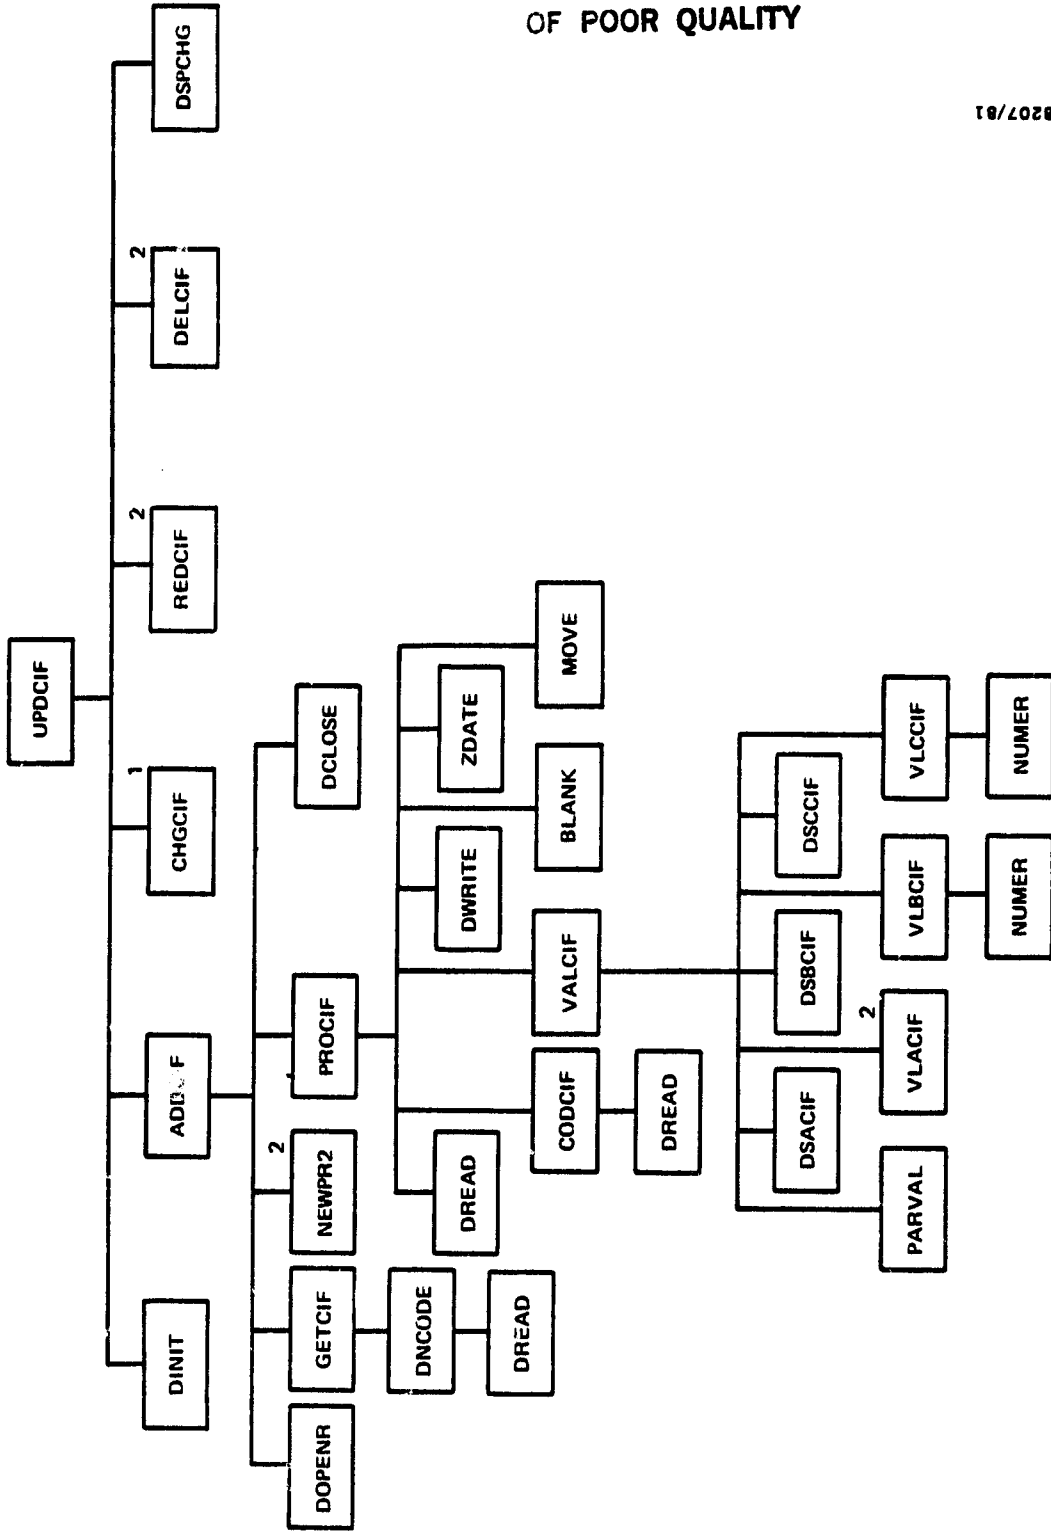 OF POOR QUALITY
8207/81
UPDCIF
DINIT
CHGCIF
1
REDCIF
2
DELCIF
2
DSPCHG
DOPENR
GETCIF
NEWPR2
2
PROCIF
DCLOSE
DNCODE
DREAD
DREAD
CODCIF
VALCIF
DWRITE
BLANK
ZDATE
MOVE
DREAD
PARVAL
DSACIF
VLACIF
2
DSBCIF
VLBCIF
DSCCIF
VLCCIF
NUMER
NUMER